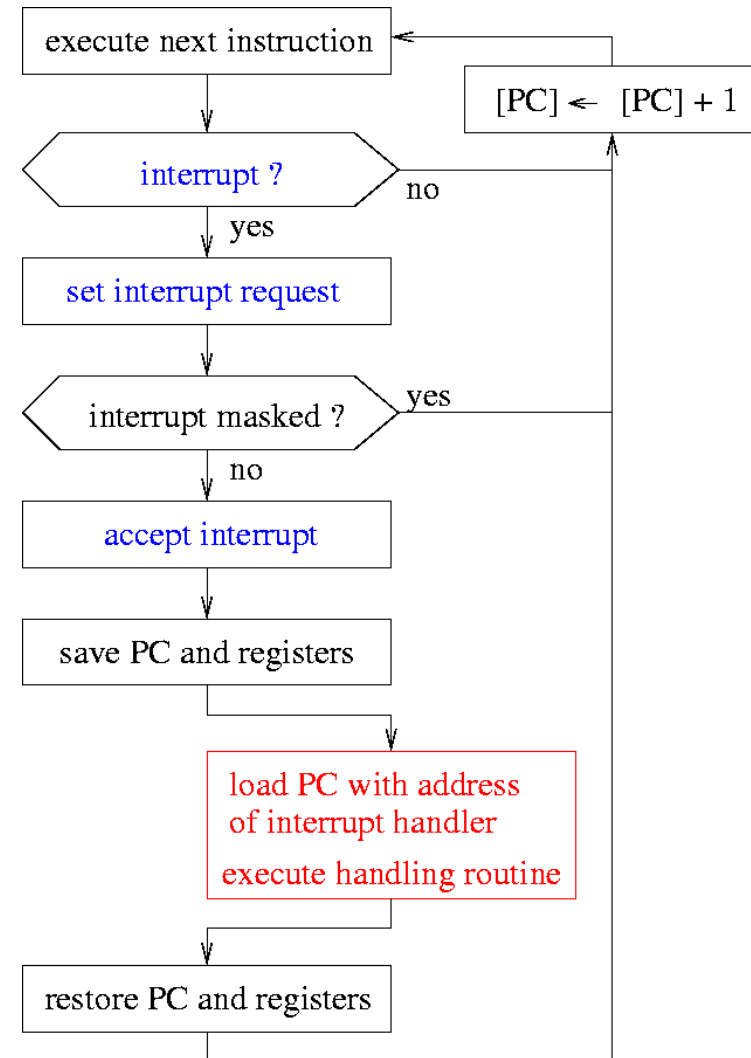 execute next instruction
[PC] ← [PC] + 1
interrupt ?
no
yes
set interrupt request
interrupt masked ?
yes
no
accept interrupt
save PC and registers
load PC with address
of interrupt handler
execute handling routine
restore PC and registers